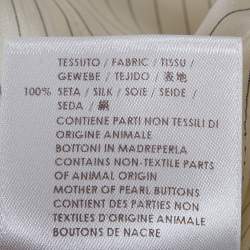 TESSUTO / FABRIC / TISSU /
GEWEBE / TEJIDO / 表地
100% SETA / SILK / SOIE / SEIDE /
SEDA / 絹
CONTIENE PARTI NON TESSILI DI
ORIGINE ANIMALE
BOTTONI IN MADREPERLA
CONTAINS NON-TEXTILE PARTS
OF ANIMAL ORIGIN
MOTHER OF PEARL BUTTONS
CONTIENT DES PARTIES NON
TEXTILES D'ORIGINE ANIMALE
BOUTONS DE NACRE